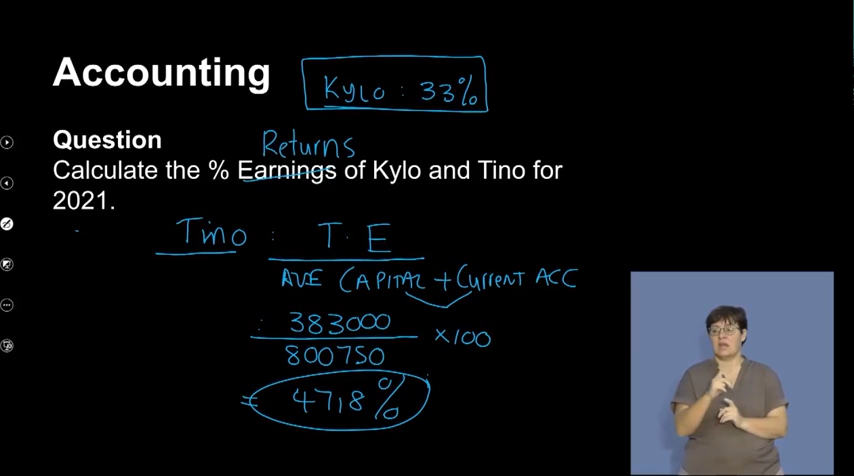 Accounting
Kylo : 33%
Question
Returns
Calculate the % Earnings of Kylo and Tino for
2021.
Tino : T.E
AVE CAPITAL + Current ACC
: 383000
800750
×100
= 47,8%